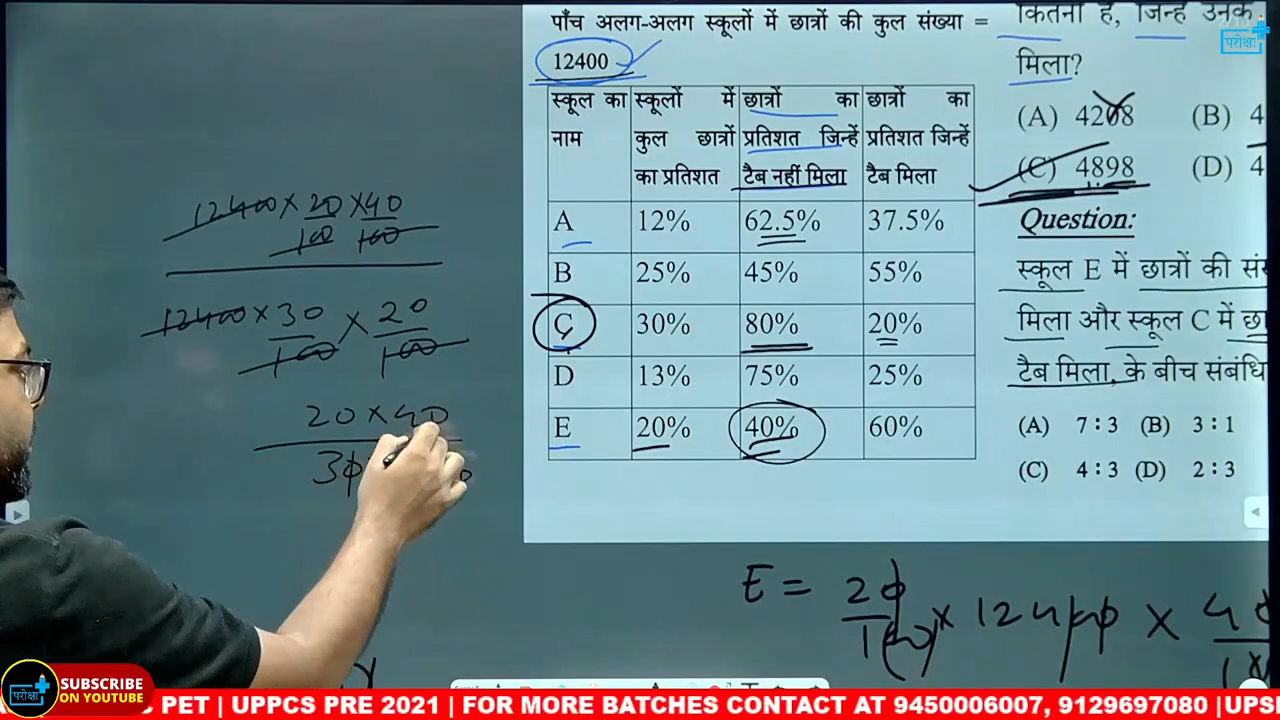 पाँच अलग-अलग स्कूलों में छात्रों की कुल संख्या =
12400
स्कूल का नाम
स्कूलों में कुल छात्रों का प्रतिशत
छात्रों का प्रतिशत जिन्हें टैब नहीं मिला
छात्रों का प्रतिशत जिन्हें टैब मिला
A 12% 62.5% 37.5%
B 25% 45% 55%
C 30% 80% 20%
D 13% 75% 25%
E 20% 40% 60%
कितना है, जिन्हें उनके
मिला?
(A) 4208 (B) 4
(C) 4898 (D) 4
Question:
स्कूल E में छात्रों की
मिला और स्कूल C में
टैब मिला, के बीच
(A) 7 : 3 (B) 3 : 1
(C) 4 : 3 (D) 2 : 3
परीक्षा
12400 × 20/100 × 40/100
12400 × 30/100 × 20/100
20 × 40
30
E = 20/100 × 12400 × 40
परीक्षा
SUBSCRIBE
ON YOUTUBE
PET | UPPCS PRE 2021 | FOR MORE BATCHES CONTACT AT 9450006007, 9129697080 |UPS